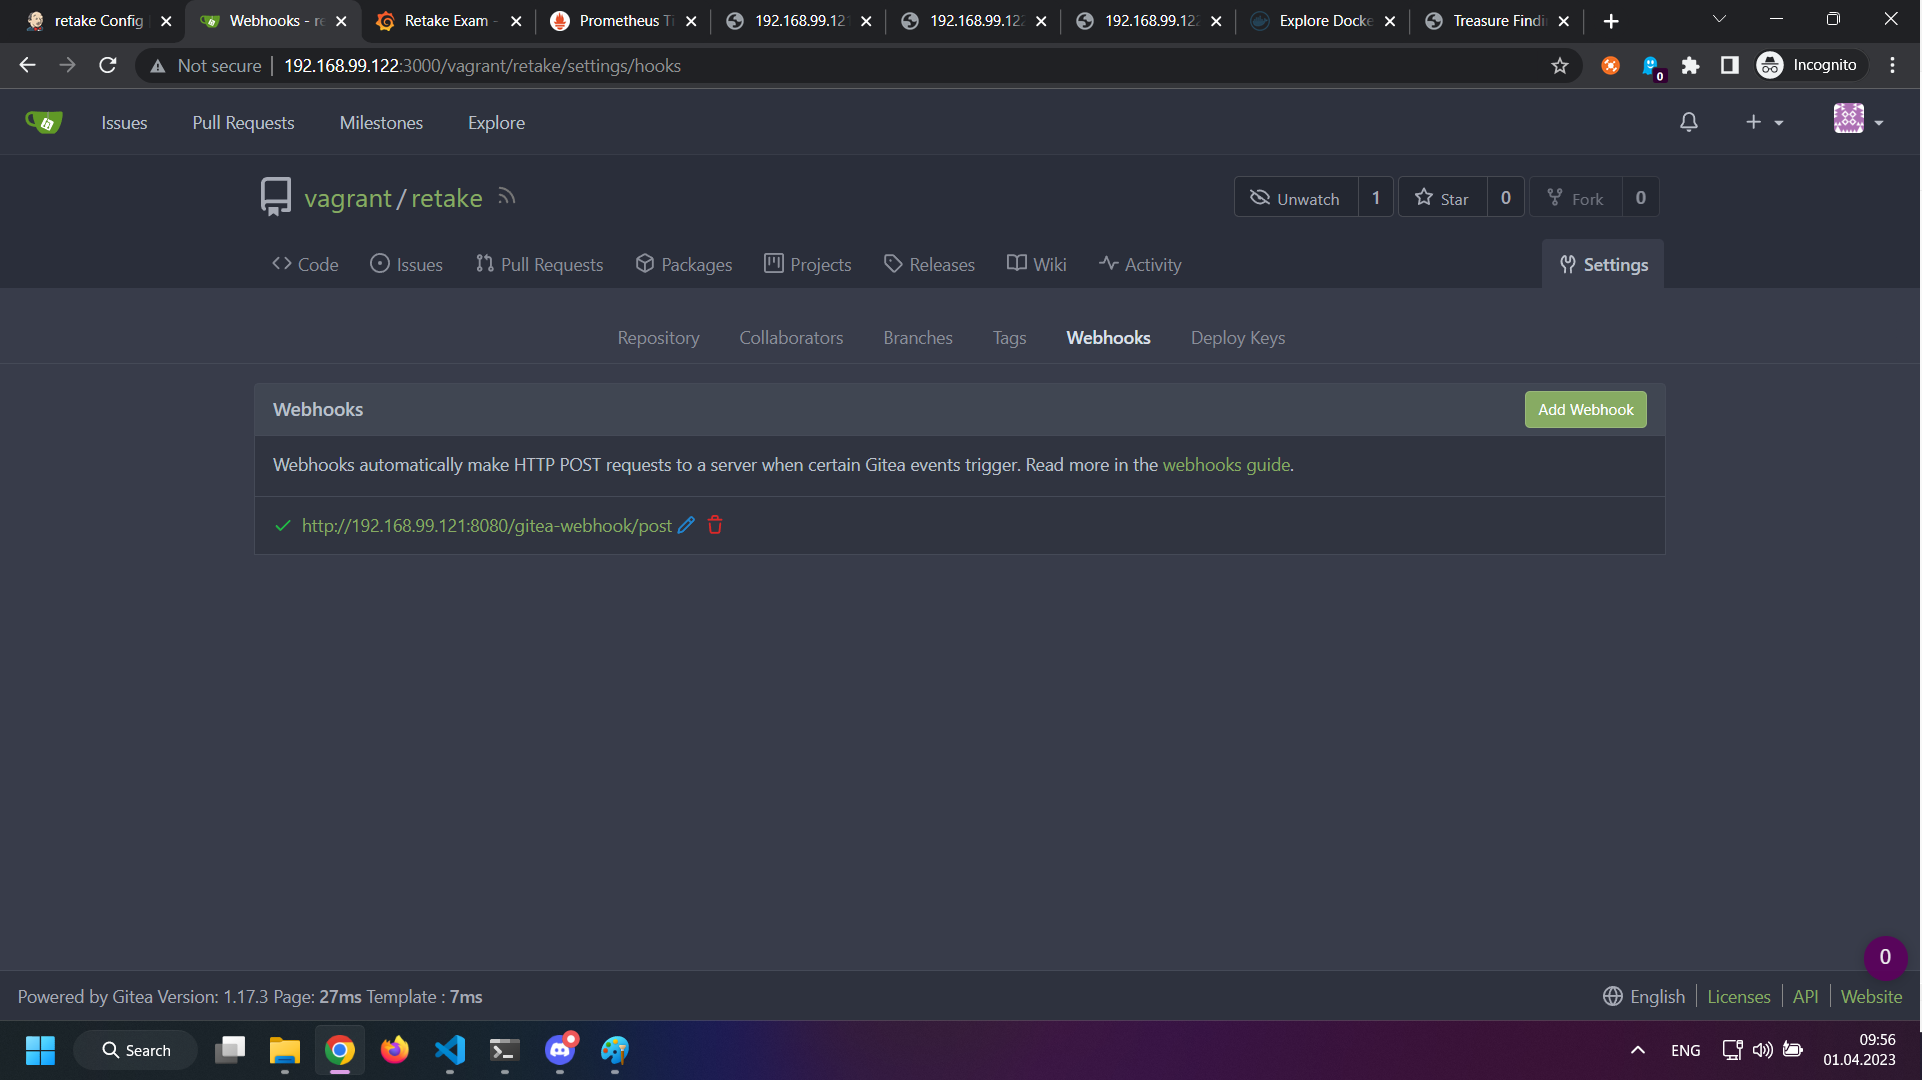 retake Config
Webhooks - re
Retake Exam -
Prometheus Ti
192.168.99.121
192.168.99.122
192.168.99.122
Explore Docke
Treasure Findi
Not secure
192.168.99.122:3000/vagrant/retake/settings/hooks
0
Incognito
Issues
Pull Requests
Milestones
Explore
vagrant / retake
Unwatch 1
Star 0
Fork 0
Code
Issues
Pull Requests
Packages
Projects
Releases
Wiki
Activity
Settings
Repository
Collaborators
Branches
Tags
Webhooks
Deploy Keys
Webhooks
Add Webhook
Webhooks automatically make HTTP POST requests to a server when certain Gitea events trigger. Read more in the webhooks guide.
http://192.168.99.121:8080/gitea-webhook/post
0
Powered by Gitea Version: 1.17.3 Page: 27ms Template : 7ms
English
Licenses
API
Website
Search
ENG
09:56
01.04.2023